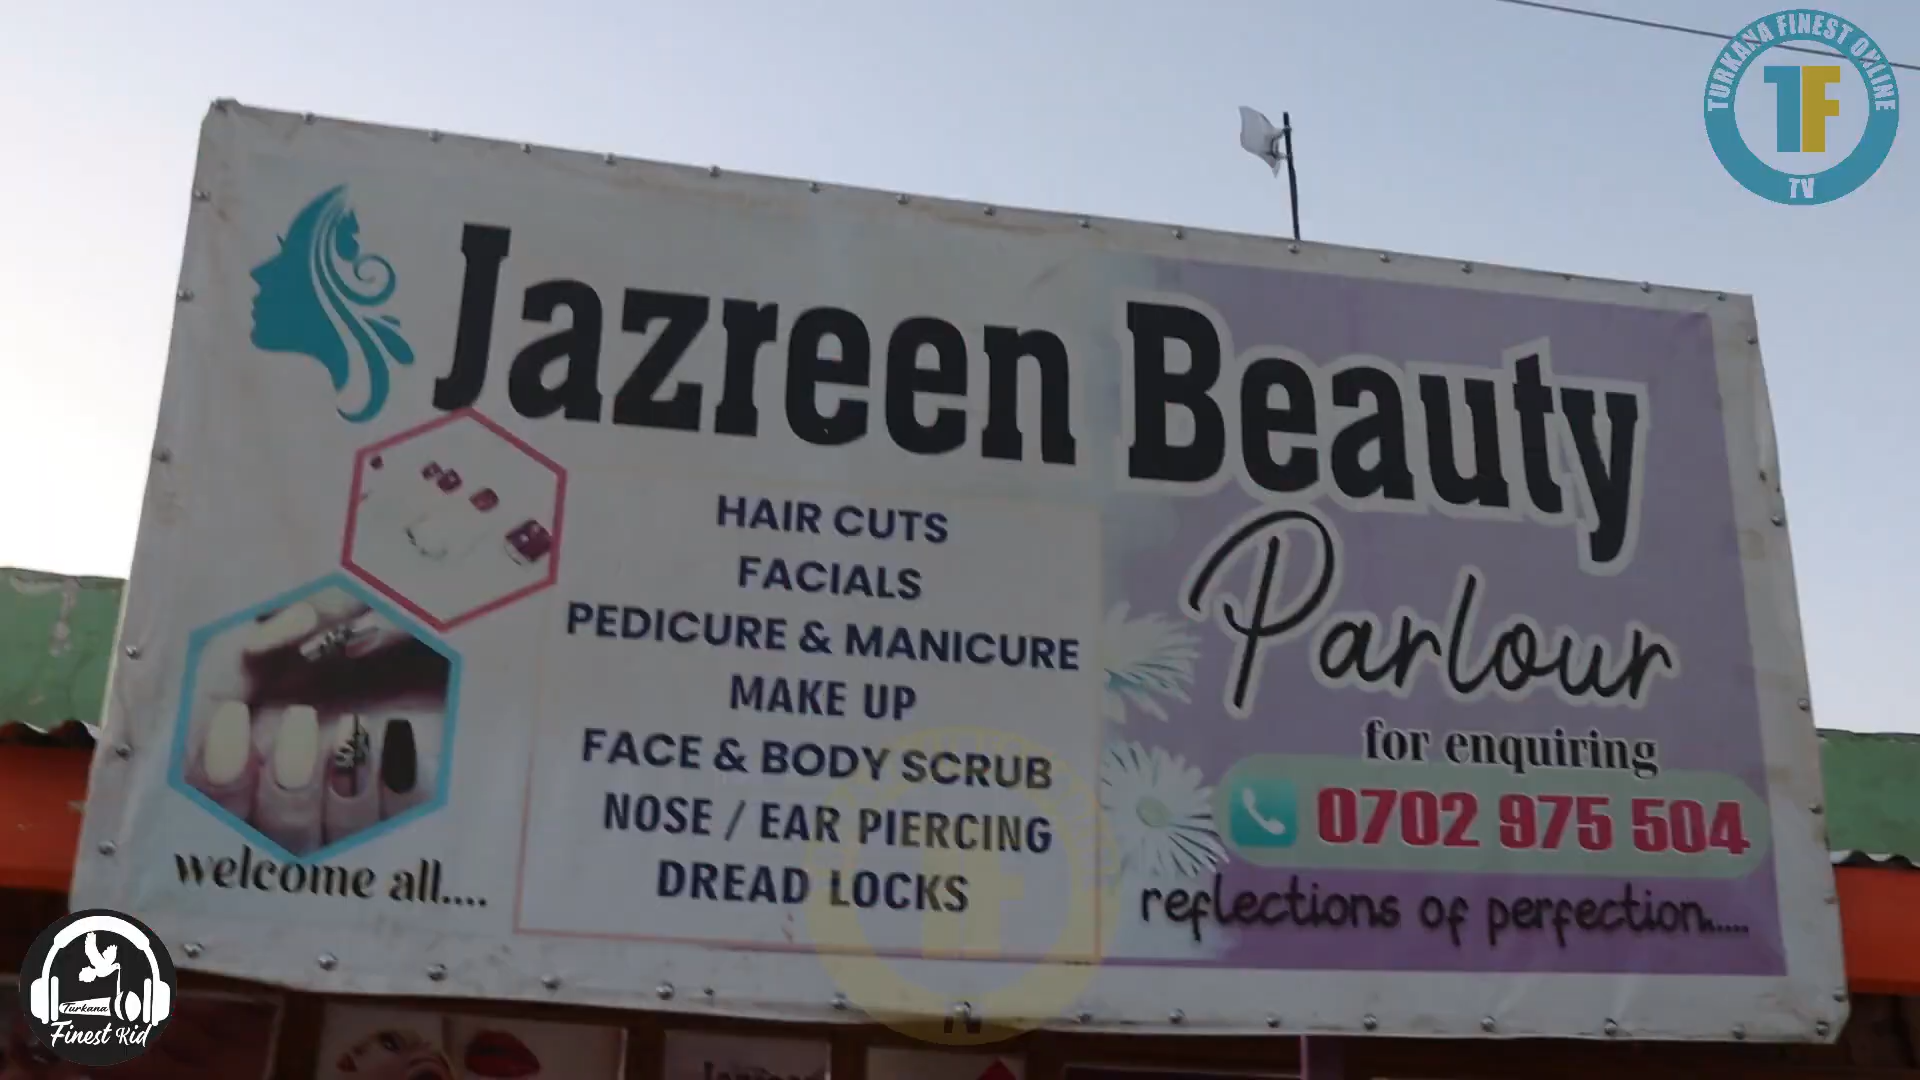 TURKANA FINEST ONLINE
TF
TV
Jazreen Beauty
Parlour
HAIR CUTS
FACIALS
PEDICURE & MANICURE
MAKE UP
FACE & BODY SCRUB
NOSE / EAR PIERCING
DREAD LOCKS
for enquiring
0702 975 504
reflections of perfection.....
welcome all....
Turkana
Finest Kid
TV